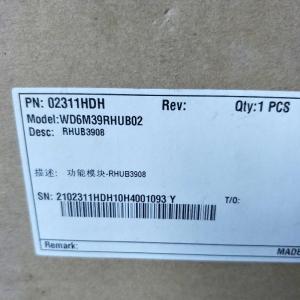 PN: 02311HDH Rev: Qty:1 PCS
Model:WD6M39RHUB02
Desc: RHUB3908
描述: 功能模块-RHUB3908
SN: 2102311HDH10H4001093 Y T/O:
Remark: MADE